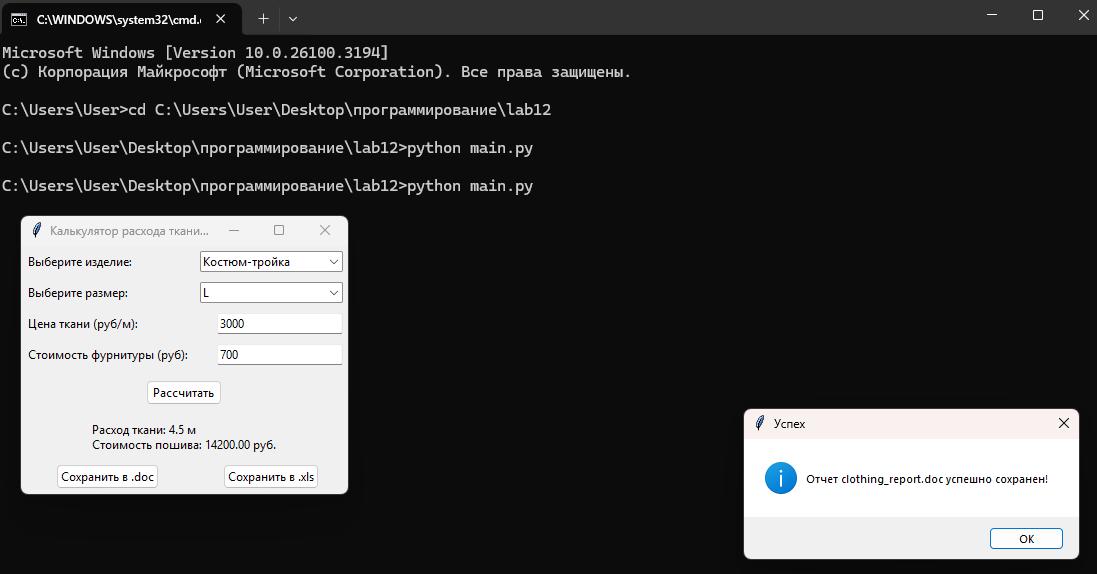 C:\WINDOWS\system32\cmd.
Microsoft Windows [Version 10.0.26100.3194]
(c) Корпорация Майкрософт (Microsoft Corporation). Все права защищены.
C:\Users\User>cd C:\Users\User\Desktop\программирование\lab12
C:\Users\User\Desktop\программирование\lab12>python main.py
C:\Users\User\Desktop\программирование\lab12>python main.py
Калькулятор расхода ткани...
Выберите изделие: Костюм-тройка
Выберите размер: L
Цена ткани (руб/м): 3000
Стоимость фурнитуры (руб): 700
Рассчитать
Расход ткани: 4.5 м
Стоимость пошива: 14200.00 руб.
Сохранить в .doc Сохранить в .xls
Успех
Отчет clothing_report.doc успешно сохранен!
OK